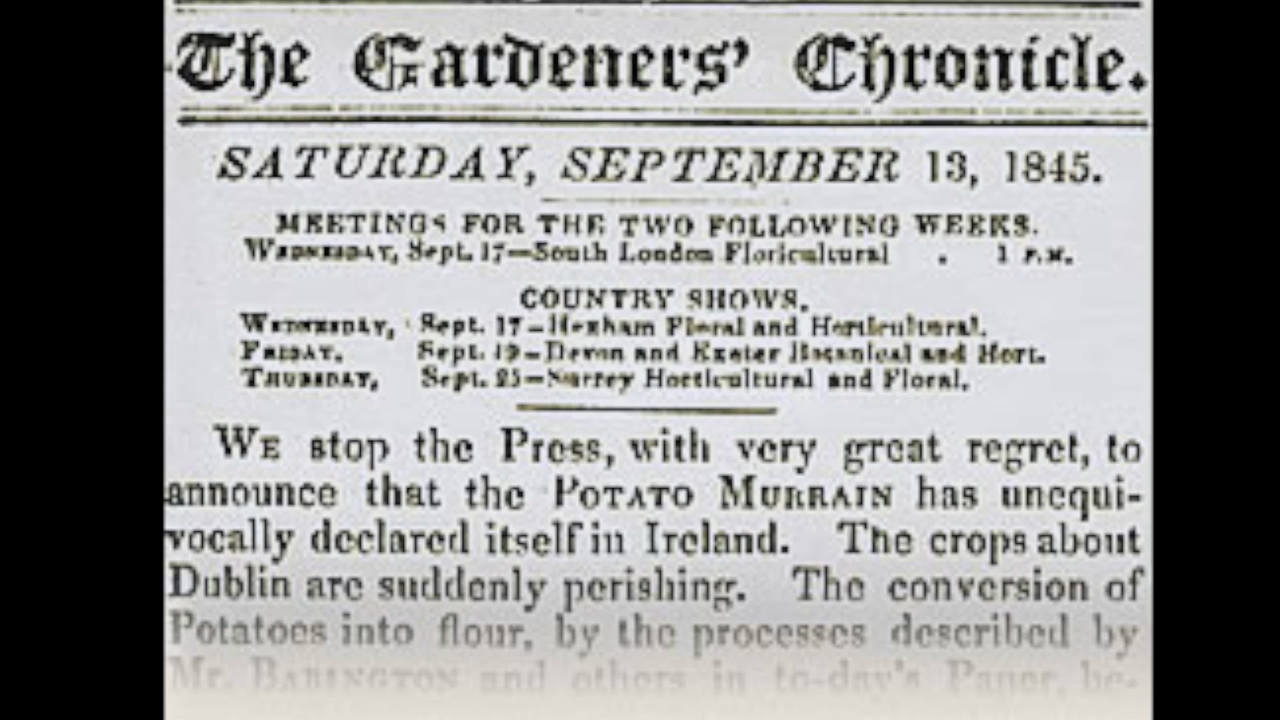 The Gardeners' Chronicle.
SATURDAY, SEPTEMBER 13, 1845.
MEETINGS FOR THE TWO FOLLOWING WEEKS.
WEDNESDAY, Sept. 17—South London Floricultural . 1 P.M.
COUNTRY SHOWS.
WEDNESDAY, Sept. 17—Hexham Floral and Horticultural.
FRIDAY, Sept. 19—Devon and Exeter Botanical and Hort.
THURSDAY, Sept. 25—Surrey Horticultural and Floral.
WE stop the Press, with very great regret, to
announce that the POTATO MURRAIN has unequi-
vocally declared itself in Ireland. The crops about
Dublin are suddenly perishing. The conversion of
Potatoes into flour, by the processes described by
Mr. BABINGTON and others in to-day's Paper, be-